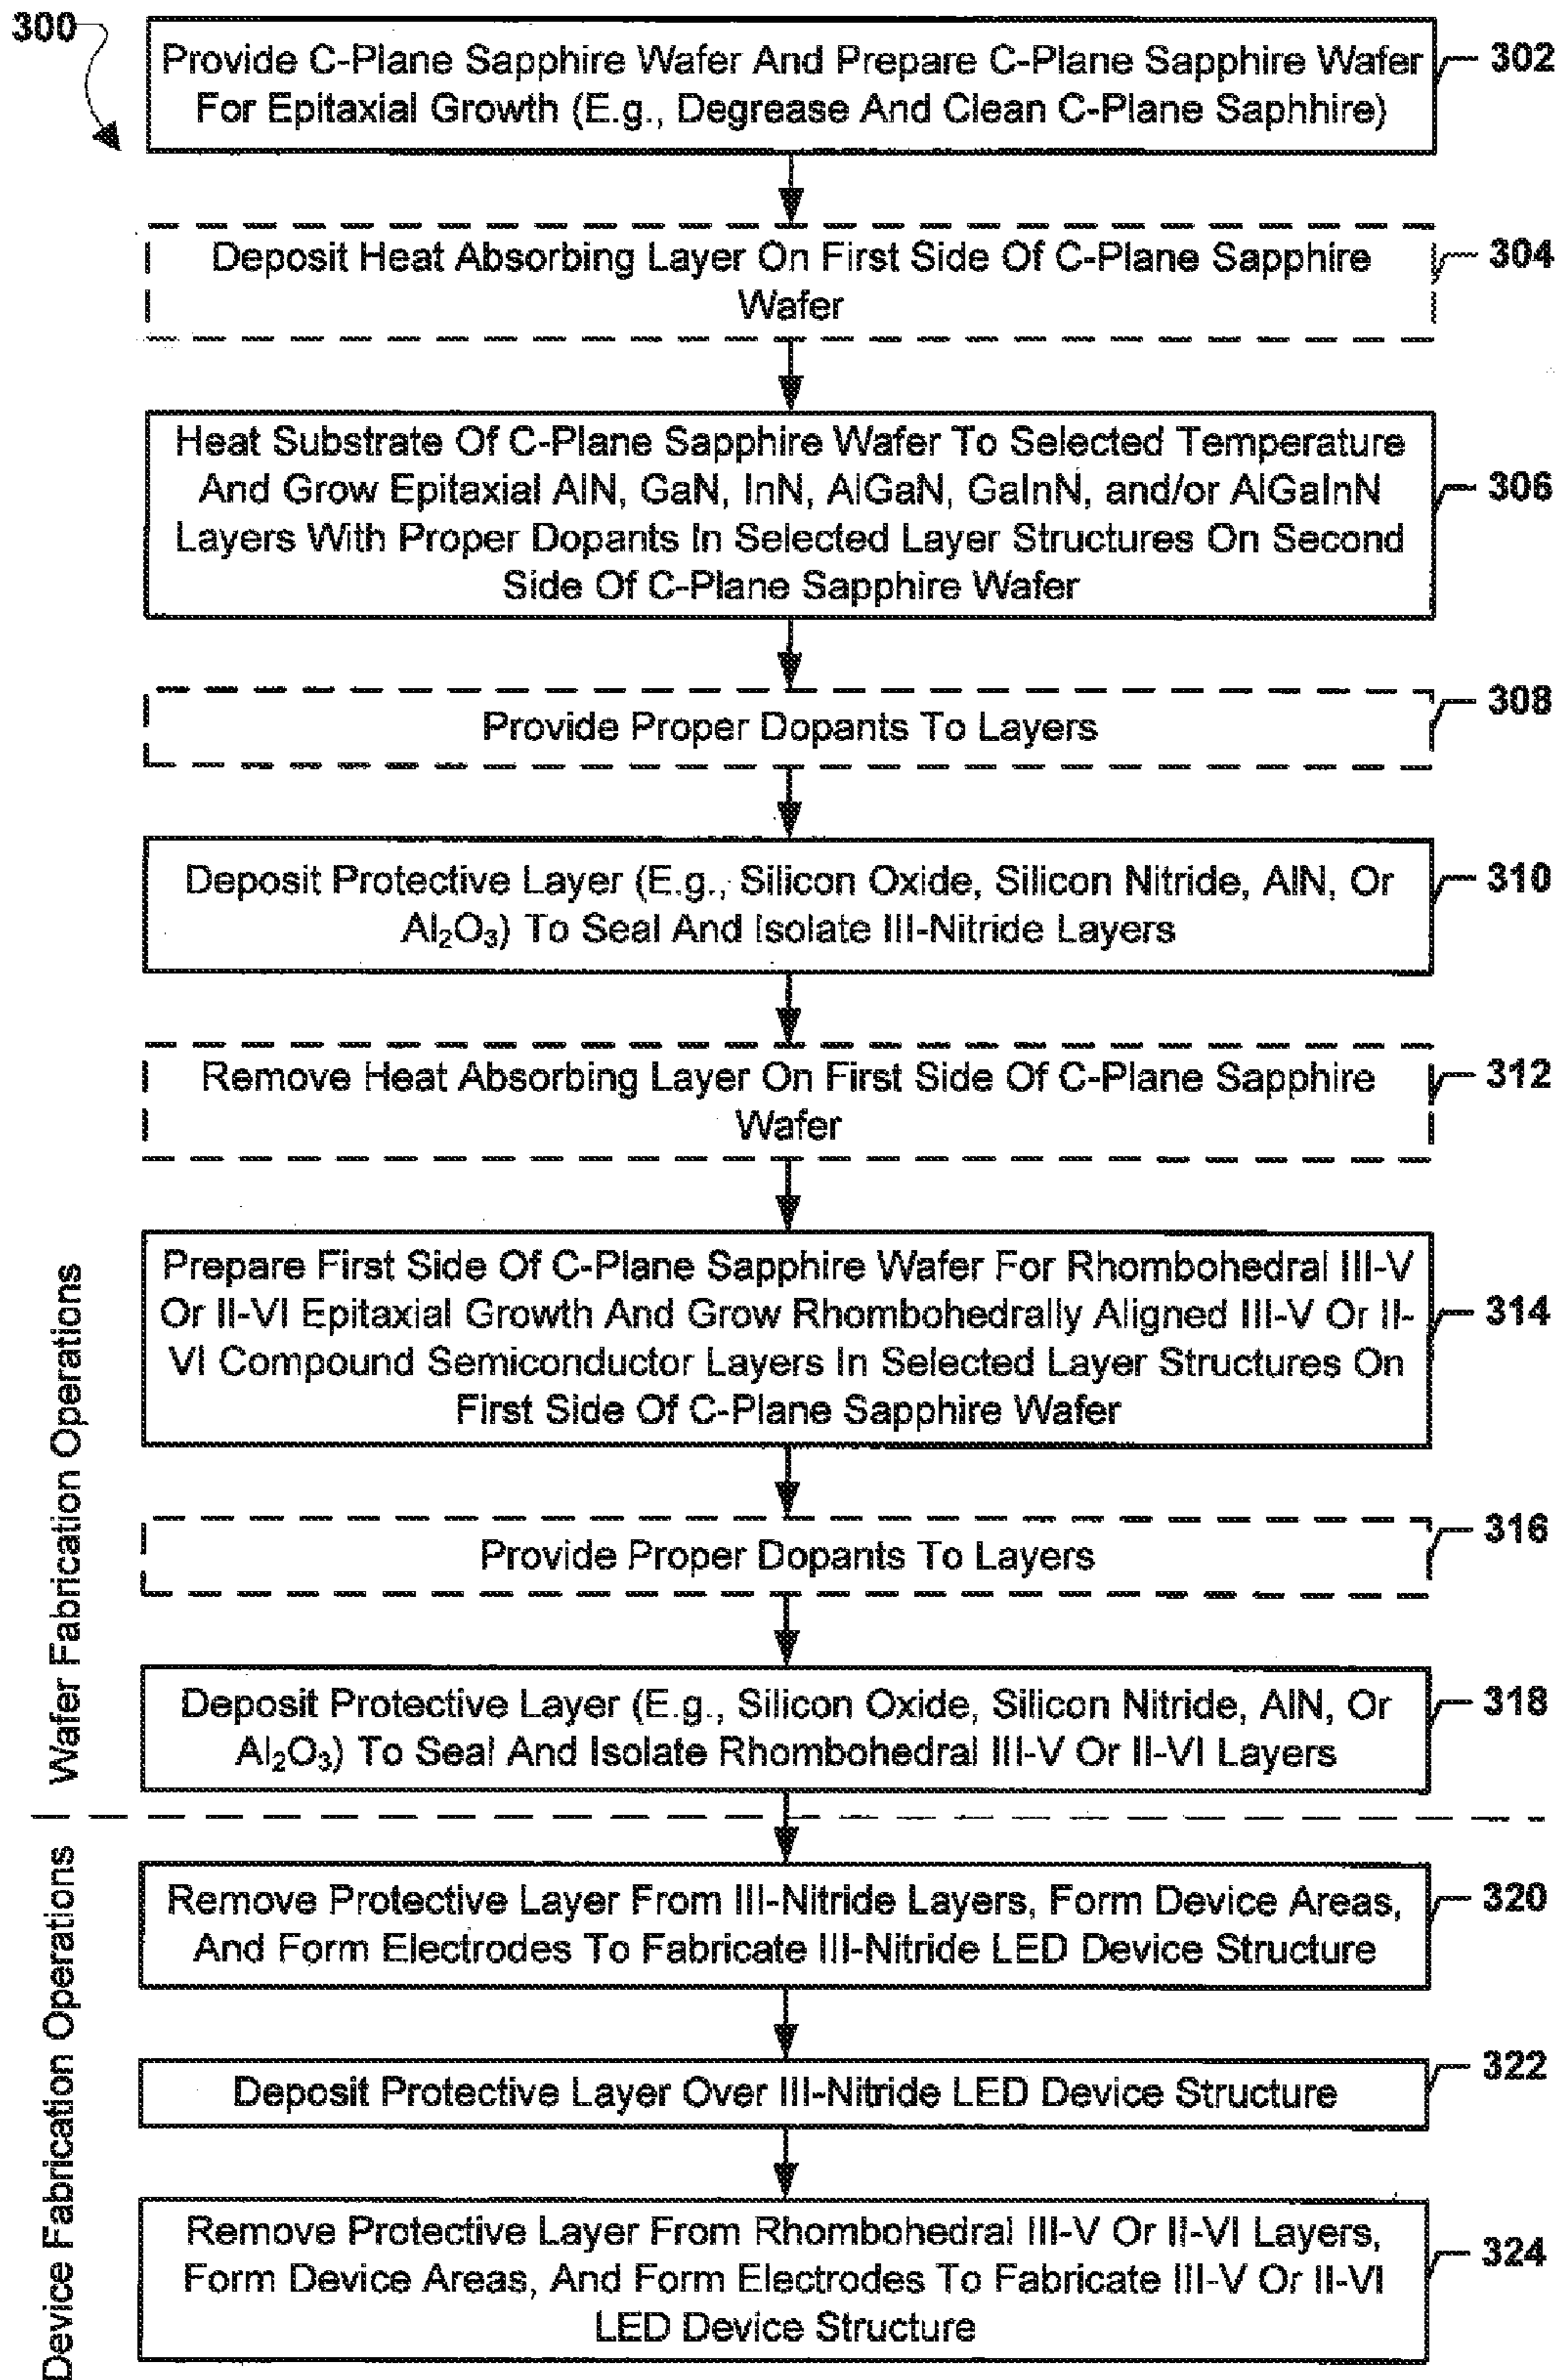 300
Provide C-Plane Sapphire Wafer And Prepare C-Plane Sapphire Wafer
For Epitaxial Growth (E.g., Degrease And Clean C-Plane Saphhire)
302
Deposit Heat Absorbing Layer On First Side Of C-Plane Sapphire
Wafer
304
Heat Substrate Of C-Plane Sapphire Wafer To Selected Temperature
And Grow Epitaxial AlN, GaN, InN, AlGaN, GaInN, and/or AlGaInN
Layers With Proper Dopants In Selected Layer Structures On Second
Side Of C-Plane Sapphire Wafer
306
Provide Proper Dopants To Layers
308
Deposit Protective Layer (E.g., Silicon Oxide, Silicon Nitride, AlN, Or
Al₂O₃) To Seal And Isolate III-Nitride Layers
310
Remove Heat Absorbing Layer On First Side Of C-Plane Sapphire
Wafer
312
Prepare First Side Of C-Plane Sapphire Wafer For Rhombohedral III-V
Or II-VI Epitaxial Growth And Grow Rhombohedrally Aligned III-V Or II-
VI Compound Semiconductor Layers In Selected Layer Structures On
First Side Of C-Plane Sapphire Wafer
314
Provide Proper Dopants To Layers
316
Deposit Protective Layer (E.g., Silicon Oxide, Silicon Nitride, AlN, Or
Al₂O₃) To Seal And Isolate Rhombohedral III-V Or II-VI Layers
318
Wafer Fabrication Operations
Remove Protective Layer From III-Nitride Layers, Form Device Areas,
And Form Electrodes To Fabricate III-Nitride LED Device Structure
320
Deposit Protective Layer Over III-Nitride LED Device Structure
322
Remove Protective Layer From Rhombohedral III-V Or II-VI Layers,
Form Device Areas, And Form Electrodes To Fabricate III-V Or II-VI
LED Device Structure
324
Device Fabrication Operations